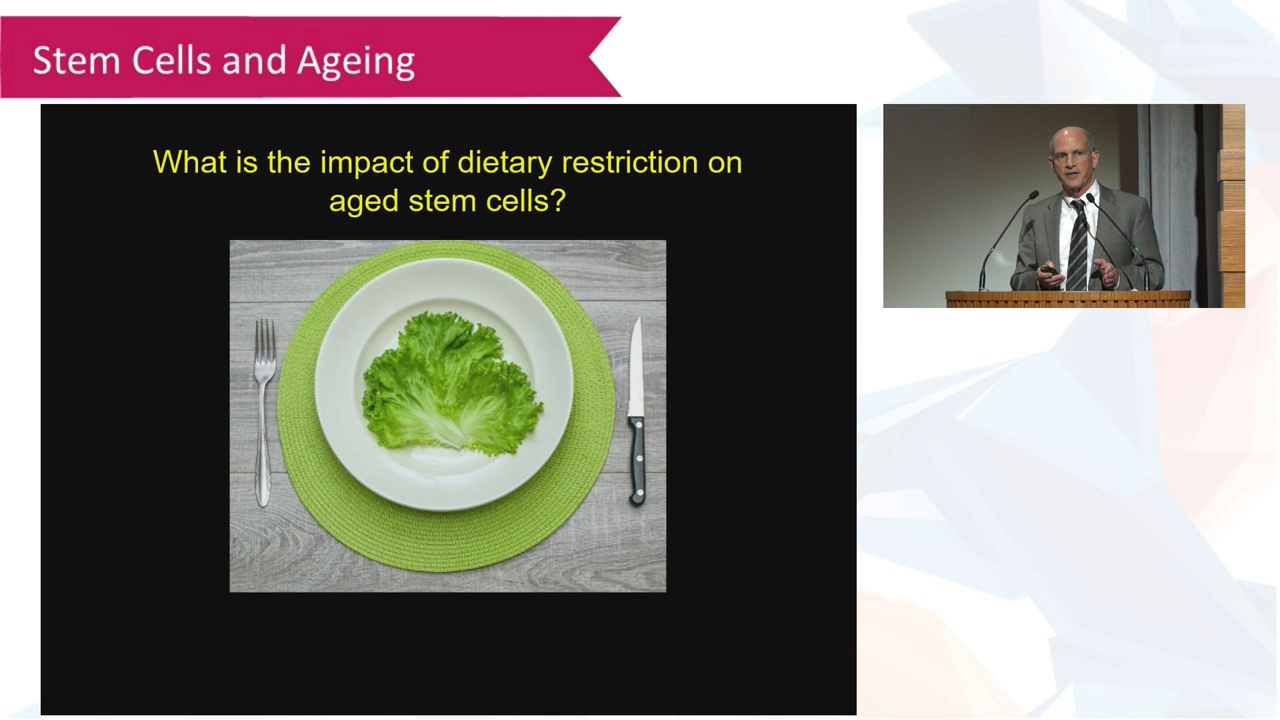 Stem Cells and Ageing
What is the impact of dietary restriction on
aged stem cells?